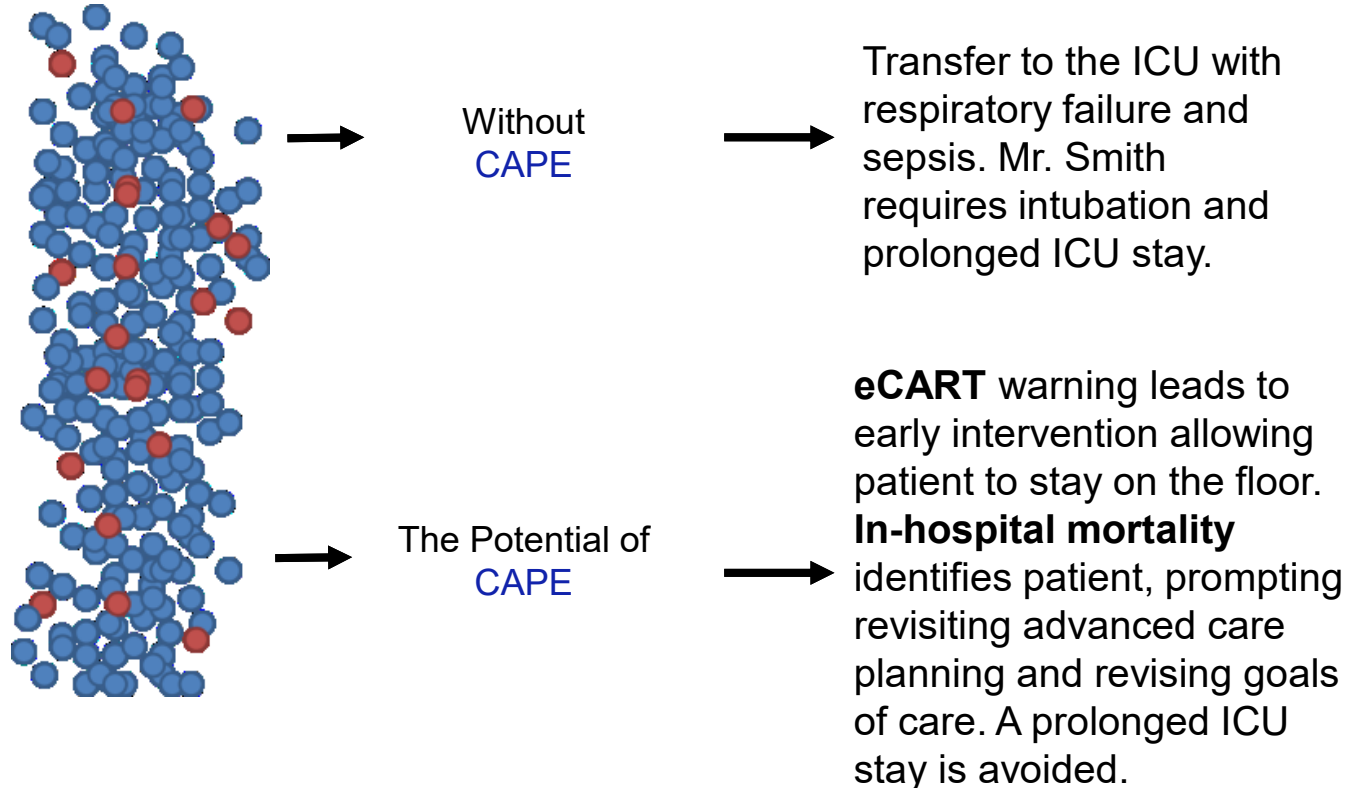 Without
CAPE
Transfer to the ICU with
respiratory failure and
sepsis. Mr. Smith
requires intubation and
prolonged ICU stay.
The Potential of
CAPE
eCART warning leads to
early intervention allowing
patient to stay on the floor.
In-hospital mortality
identifies patient, prompting
revisiting advanced care
planning and revising goals
of care. A prolonged ICU
stay is avoided.